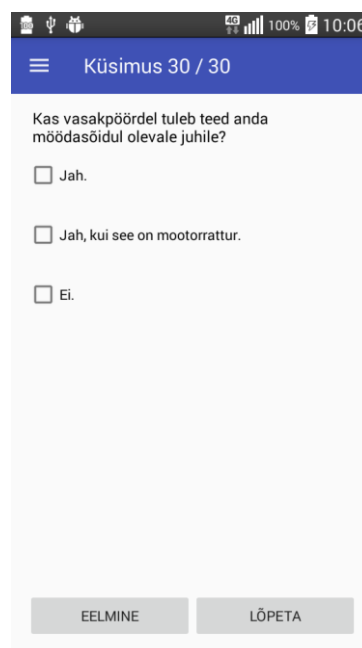 4G 100% 10:06
Küsimus 30 / 30
Kas vasakpöördel tuleb teed anda
möödasõidul olevale juhile?
Jah.
Jah, kui see on mootorrattur.
Ei.
EELMINE LÕPETA